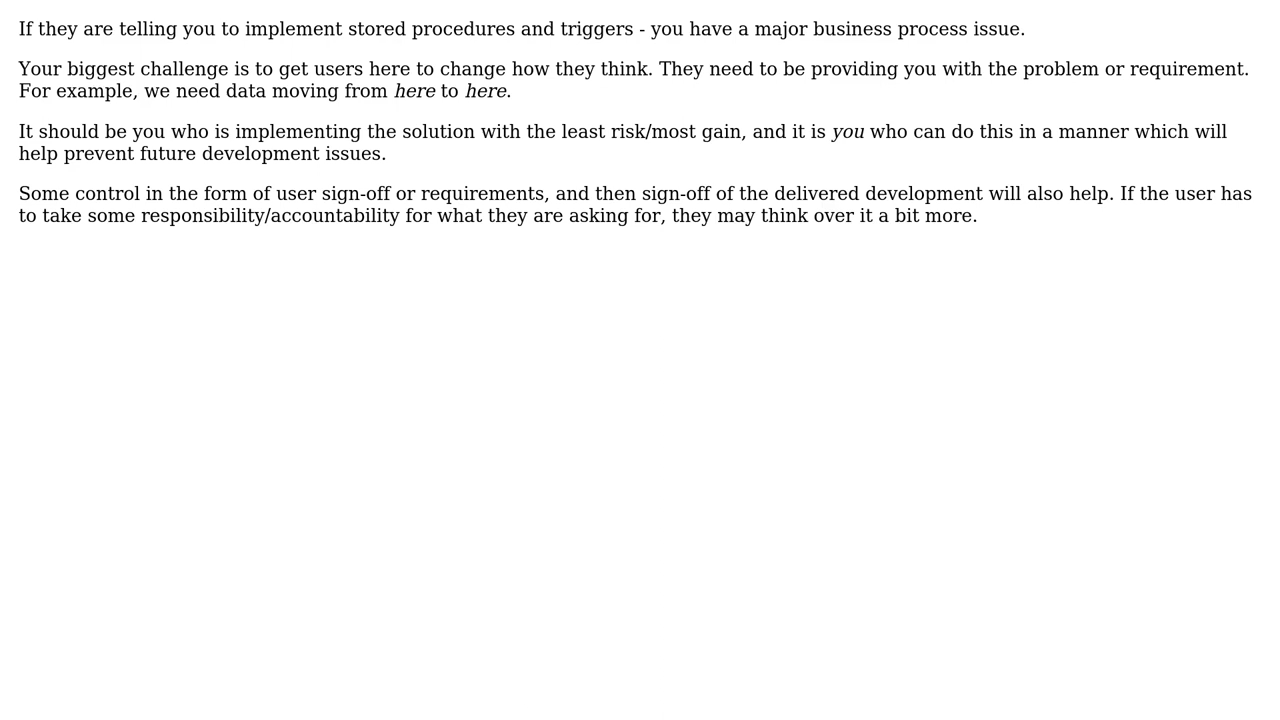 If they are telling you to implement stored procedures and triggers - you have a major business process issue.
Your biggest challenge is to get users here to change how they think. They need to be providing you with the problem or requirement.
For example, we need data moving from here to here.
It should be you who is implementing the solution with the least risk/most gain, and it is you who can do this in a manner which will
help prevent future development issues.
Some control in the form of user sign-off or requirements, and then sign-off of the delivered development will also help. If the user has
to take some responsibility/accountability for what they are asking for, they may think over it a bit more.